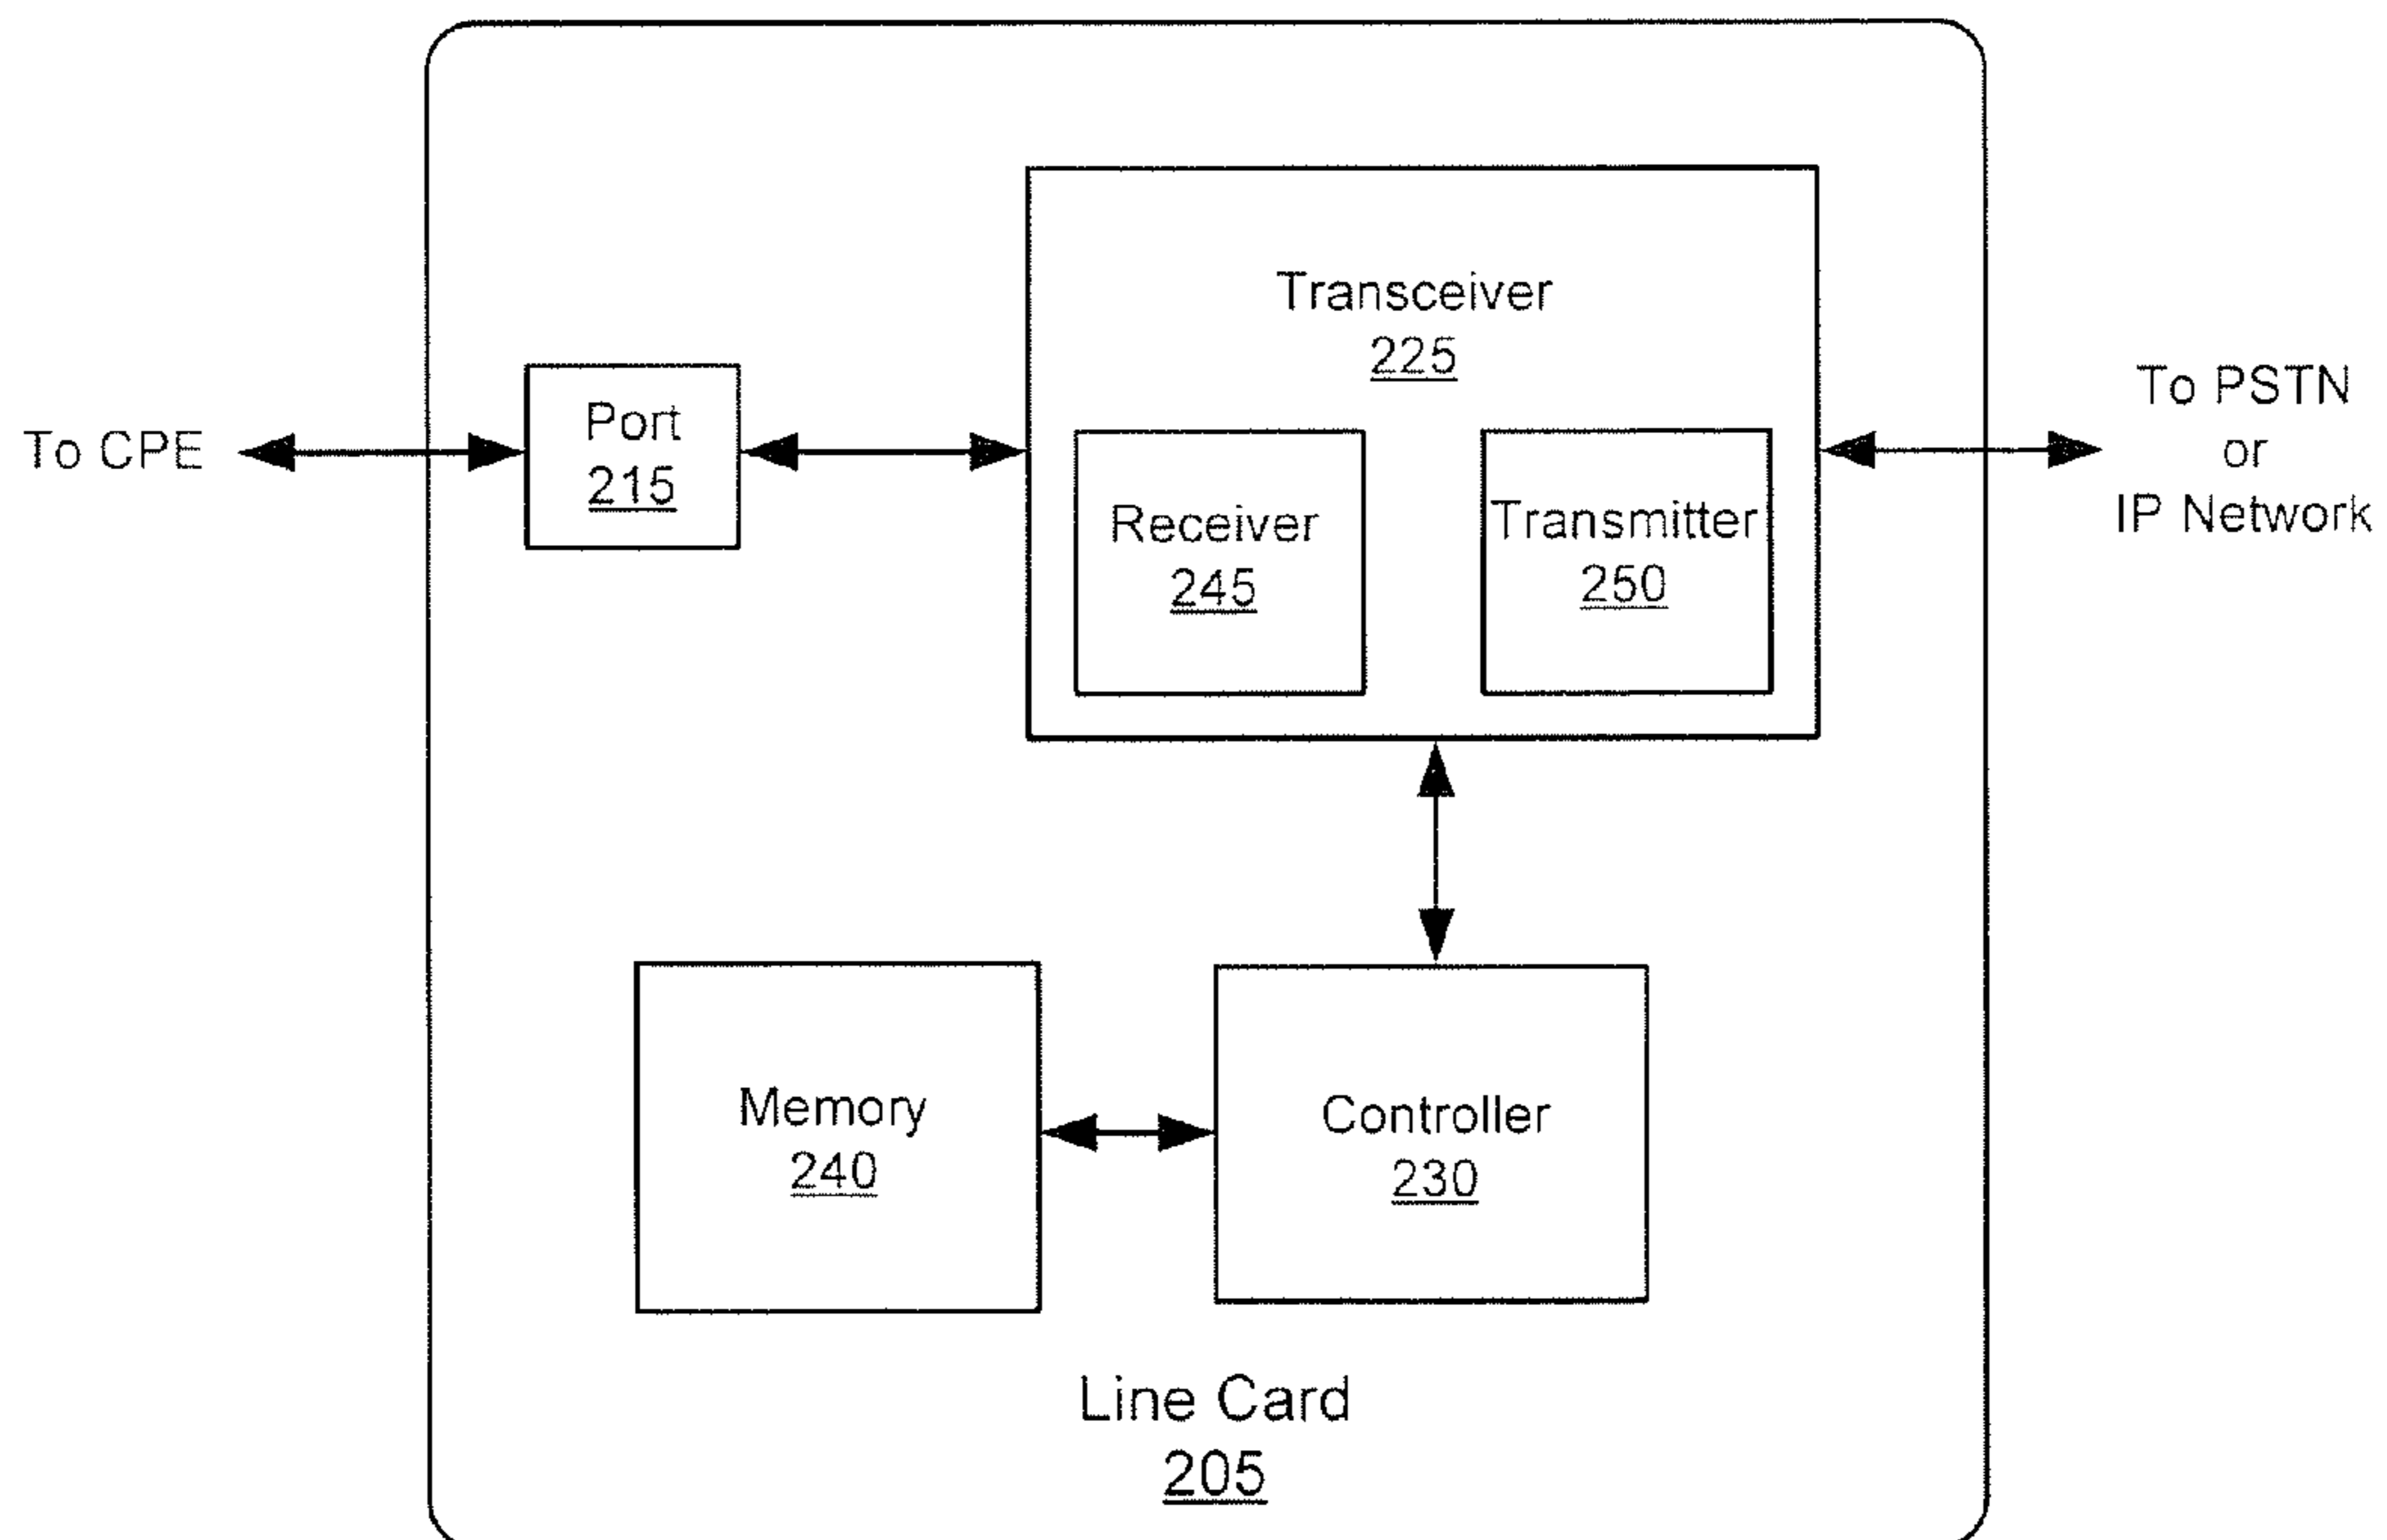 Transceiver
225
To CPE
Port
215
Receiver
245
Transmitter
250
To PSTN
or
IP Network
Memory
240
Controller
230
Line Card
205